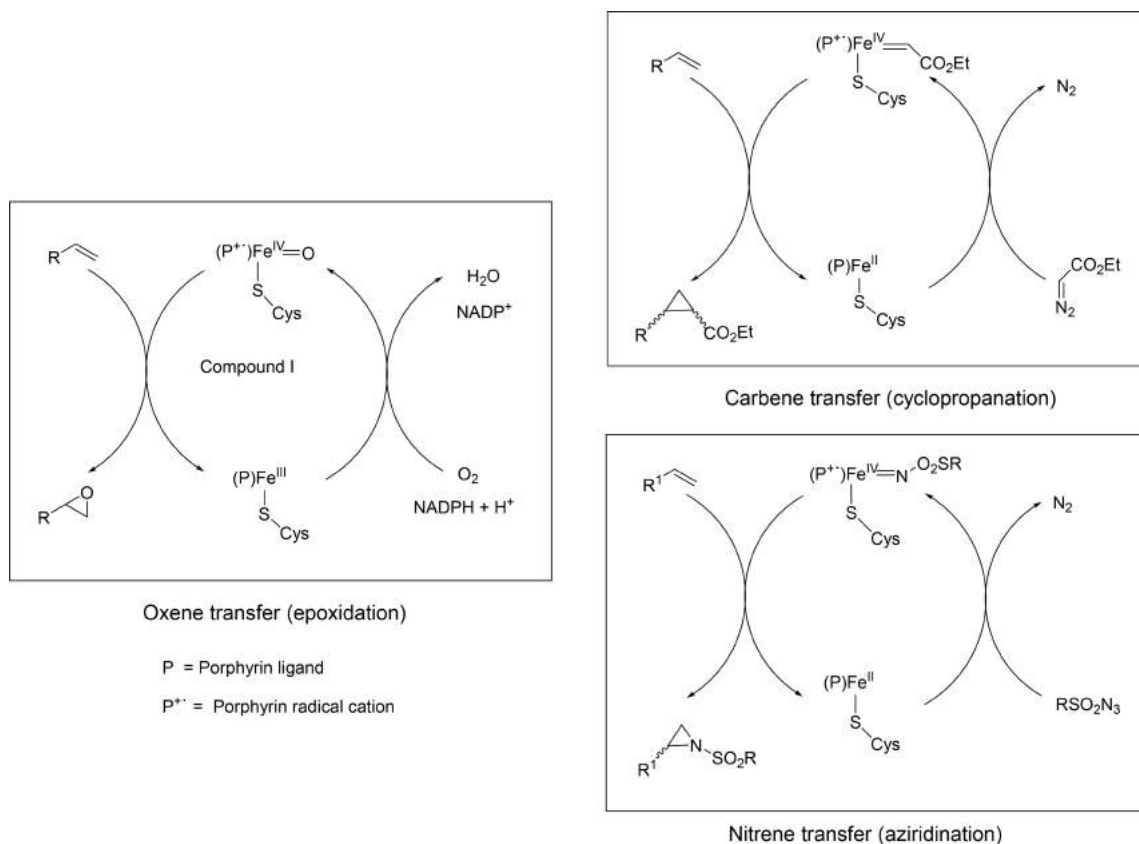 R
(P⁺·)Feᴵⱽ=O
S
Cys
H₂O
NADP⁺
Compound I
(P)Feᴵᴵᴵ
S
Cys
O₂
NADPH + H⁺
O
R
Oxene transfer (epoxidation)
P = Porphyrin ligand
P⁺· = Porphyrin radical cation
R
(P⁺·)Feᴵⱽ
CO₂Et
S
Cys
N₂
(P)Feᴵᴵ
S
Cys
CO₂Et
N₂
R
CO₂Et
Carbene transfer (cyclopropanation)
R¹
(P⁺·)Feᴵⱽ=N
O₂SR
S
Cys
N₂
(P)Feᴵᴵ
S
Cys
RSO₂N₃
N
SO₂R
R¹
Nitrene transfer (aziridination)